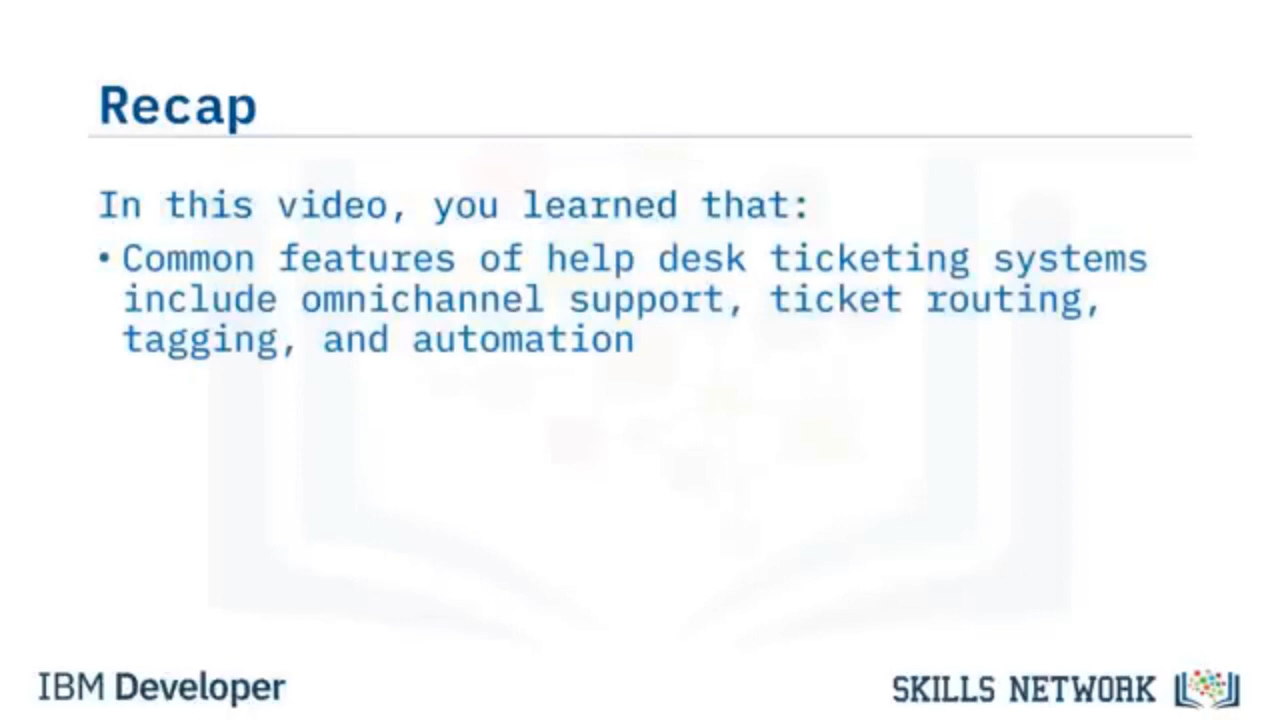 Recap
In this video, you learned that:
• Common features of help desk ticketing systems
include omnichannel support, ticket routing,
tagging, and automation
IBM Developer
SKILLS NETWORK